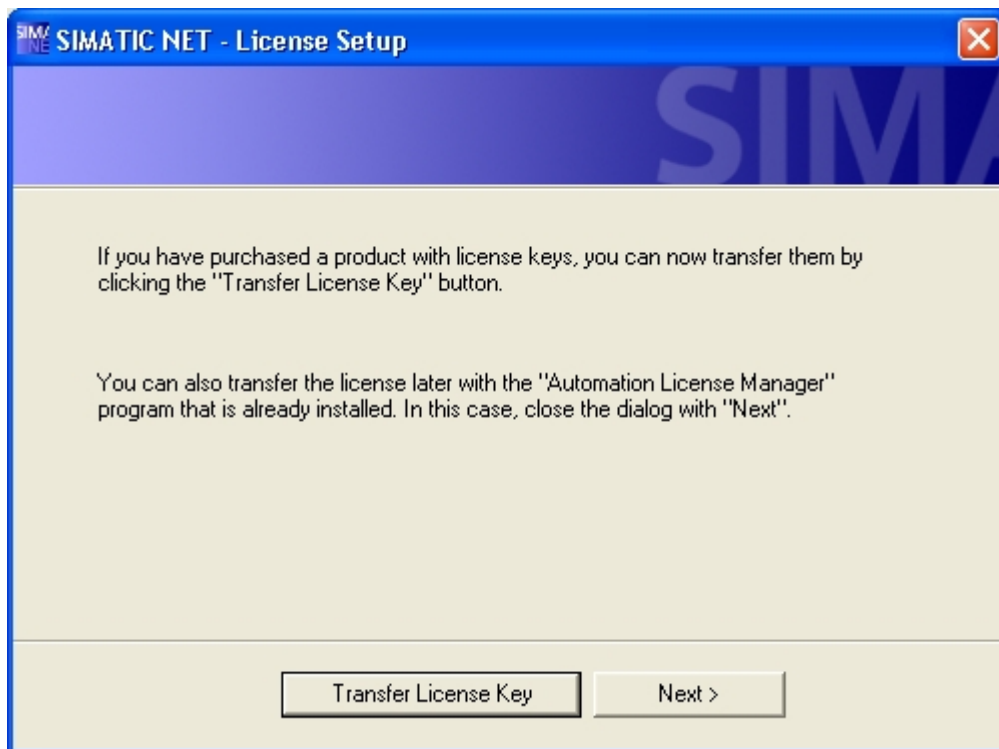 SIMATIC NET - License Setup
SIMA
If you have purchased a product with license keys, you can now transfer them by
clicking the "Transfer License Key" button.
You can also transfer the license later with the "Automation License Manager"
program that is already installed. In this case, close the dialog with "Next".
Transfer License Key
Next >